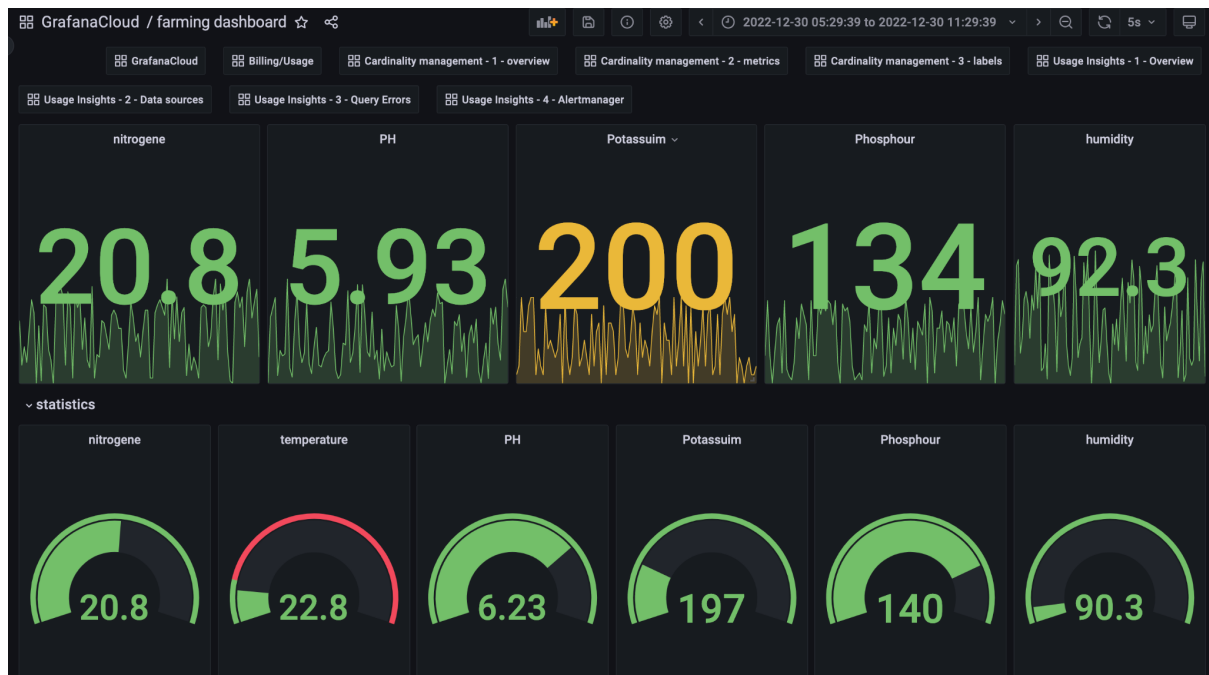 GrafanaCloud / farming dashboard
2022-12-30 05:29:39 to 2022-12-30 11:29:39
5s
GrafanaCloud
Billing/Usage
Cardinality management - 1 - overview
Cardinality management - 2 - metrics
Cardinality management - 3 - labels
Usage Insights - 1 - Overview
Usage Insights - 2 - Data sources
Usage Insights - 3 - Query Errors
Usage Insights - 4 - Alertmanager
nitrogene
20.8
PH
5.93
Potassuim
200
Phosphour
134
humidity
92.3
statistics
nitrogene
20.8
temperature
22.8
PH
6.23
Potassuim
197
Phosphour
140
humidity
90.3